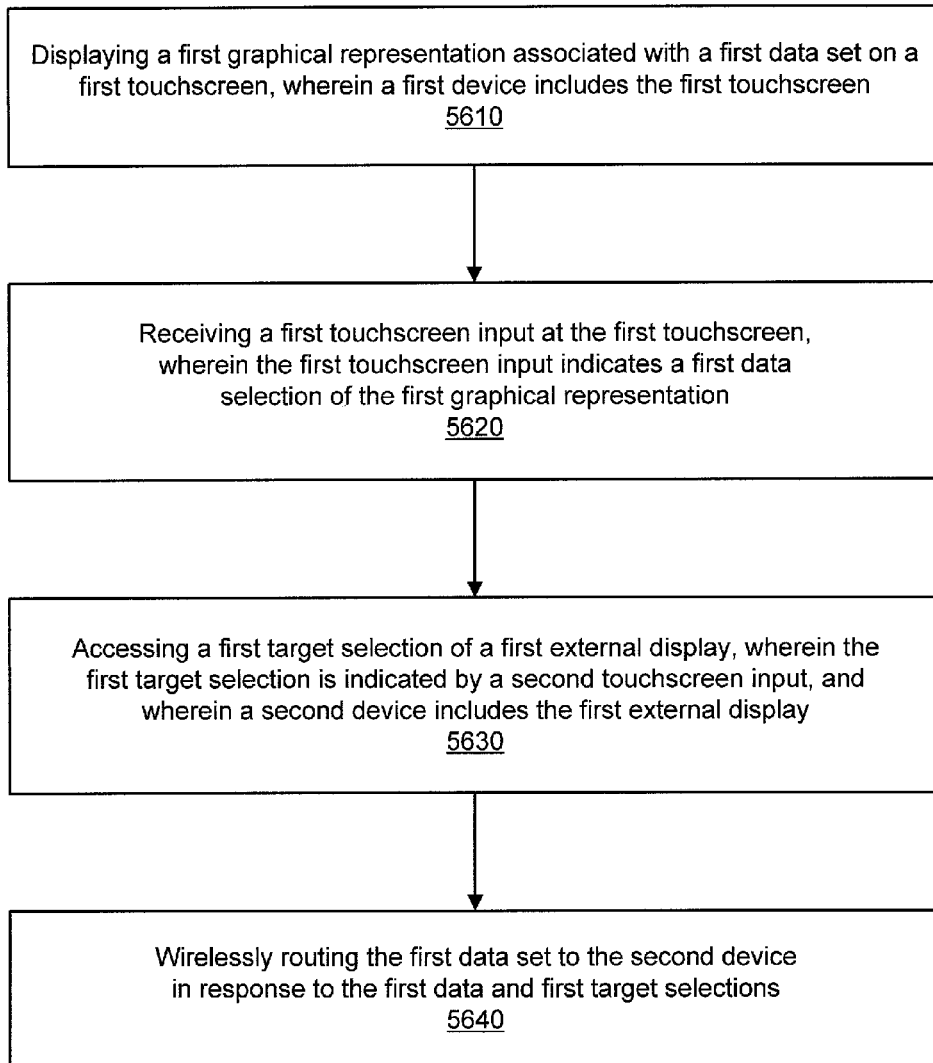 Displaying a first graphical representation associated with a first data set on a
first touchscreen, wherein a first device includes the first touchscreen
5610
Receiving a first touchscreen input at the first touchscreen,
wherein the first touchscreen input indicates a first data
selection of the first graphical representation
5620
Accessing a first target selection of a first external display, wherein the
first target selection is indicated by a second touchscreen input, and
wherein a second device includes the first external display
5630
Wirelessly routing the first data set to the second device
in response to the first data and first target selections
5640